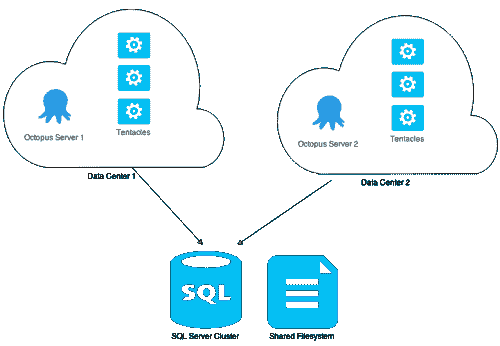 Octopus Server 1
Tentacles
Data Center 1
Octopus Server 2
Tentacles
Data Center 2
SQL
SQL Server Cluster
Shared Filesystem